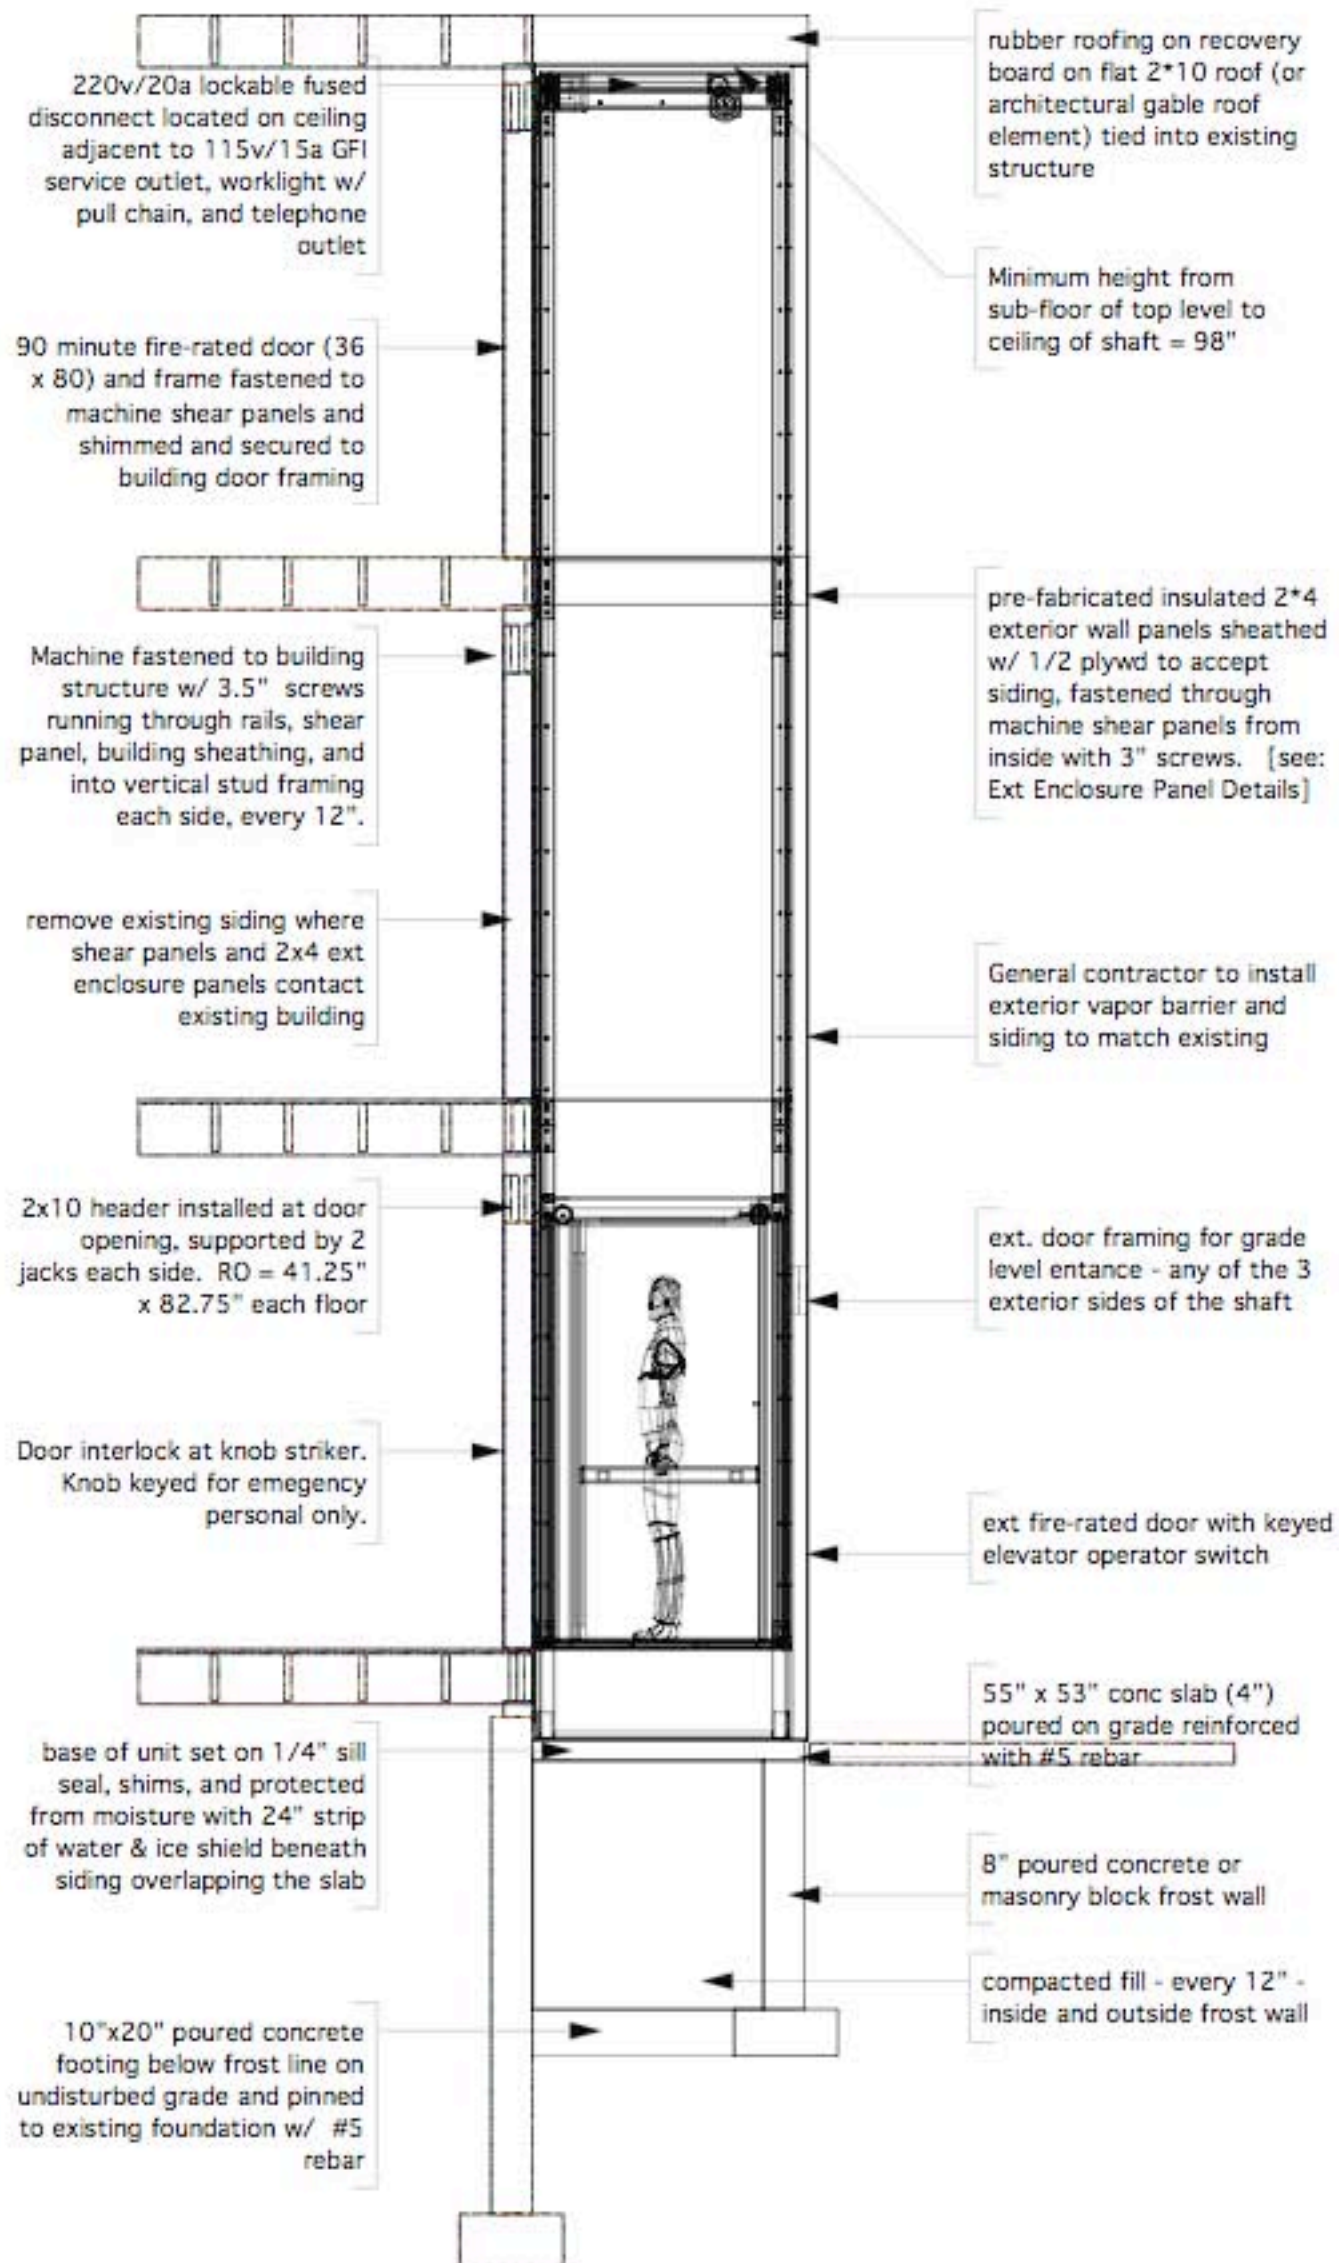 220v/20a lockable fused
disconnect located on ceiling
adjacent to 115v/15a GFI
service outlet, worklight w/
pull chain, and telephone
outlet
90 minute fire-rated door (36
x 80) and frame fastened to
machine shear panels and
shimmed and secured to
building door framing
Machine fastened to building
structure w/ 3.5" screws
running through rails, shear
panel, building sheathing, and
into vertical stud framing
each side, every 12".
remove existing siding where
shear panels and 2x4 ext
enclosure panels contact
existing building
2x10 header installed at door
opening, supported by 2
jacks each side. RO = 41.25"
x 82.75" each floor
Door interlock at knob striker.
Knob keyed for emegency
personal only.
base of unit set on 1/4" sill
seal, shims, and protected
from moisture with 24" strip
of water & ice shield beneath
siding overlapping the slab
10"x20" poured concrete
footing below frost line on
undisturbed grade and pinned
to existing foundation w/ #5
rebar
rubber roofing on recovery
board on flat 2*10 roof (or
architectural gable roof
element) tied into existing
structure
Minimum height from
sub-floor of top level to
ceiling of shaft = 98"
pre-fabricated insulated 2*4
exterior wall panels sheathed
w/ 1/2 plywd to accept
siding, fastened through
machine shear panels from
inside with 3" screws. [see:
Ext Enclosure Panel Details]
General contractor to install
exterior vapor barrier and
siding to match existing
ext. door framing for grade
level entance - any of the 3
exterior sides of the shaft
ext fire-rated door with keyed
elevator operator switch
55" x 53" conc slab (4")
poured on grade reinforced
with #5 rebar
8" poured concrete or
masonry block frost wall
compacted fill - every 12" -
inside and outside frost wall